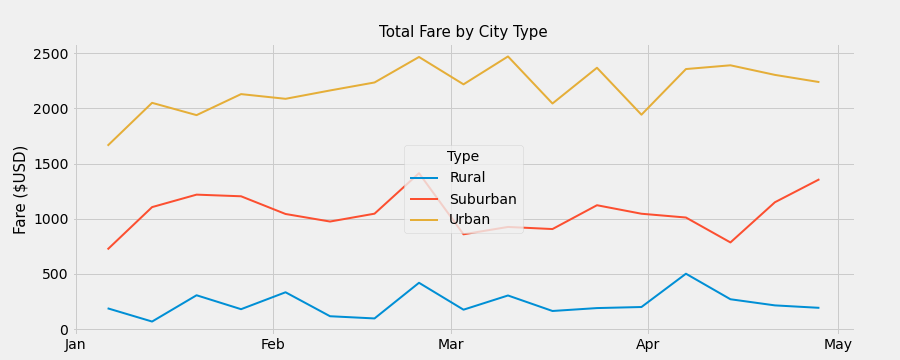 Total Fare by City Type
Fare ($USD)
2500
2000
1500
1000
500
0
Type
Rural
Suburban
Urban
Jan Feb Mar Apr May